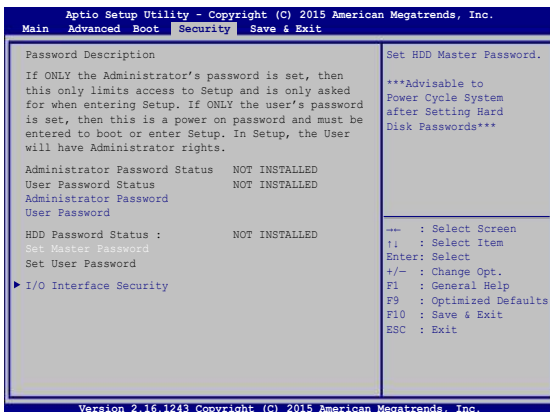 Aptio Setup Utility - Copyright (C) 2015 American Megatrends, Inc.
Main Advanced Boot Security Save & Exit
Password Description
If ONLY the Administrator's password is set, then
this only limits access to Setup and is only asked
for when entering Setup. If ONLY the user's password
is set, then this is a power on password and must be
entered to boot or enter Setup. In Setup, the User
will have Administrator rights.
Administrator Password Status NOT INSTALLED
User Password Status NOT INSTALLED
Administrator Password
User Password
HDD Password Status : NOT INSTALLED
Set Master Password
Set User Password
I/O Interface Security
Set HDD Master Password.
***Advisable to
Power Cycle System
after Setting Hard
Disk Passwords***
→← : Select Screen
↑↓ : Select Item
Enter: Select
+/— : Change Opt.
F1 : General Help
F9 : Optimized Defaults
F10 : Save & Exit
ESC : Exit
Version 2.16.1243 Copyright (C) 2015 American Megatrends, Inc.